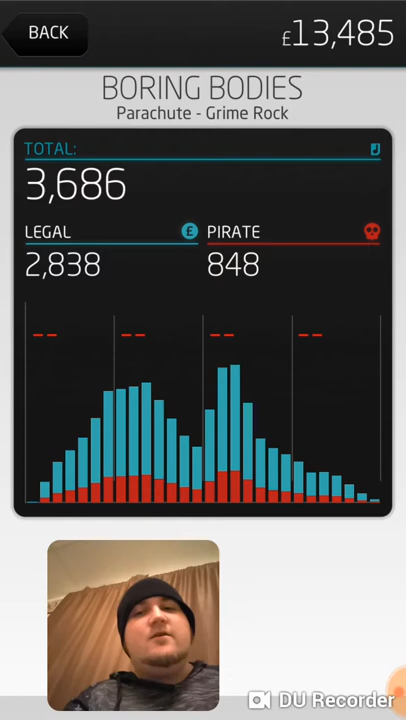 BACK
£13,485
BORING BODIES
Parachute - Grime Rock
TOTAL:
3,686
LEGAL
£
PIRATE
2,838
848
DU Recorder